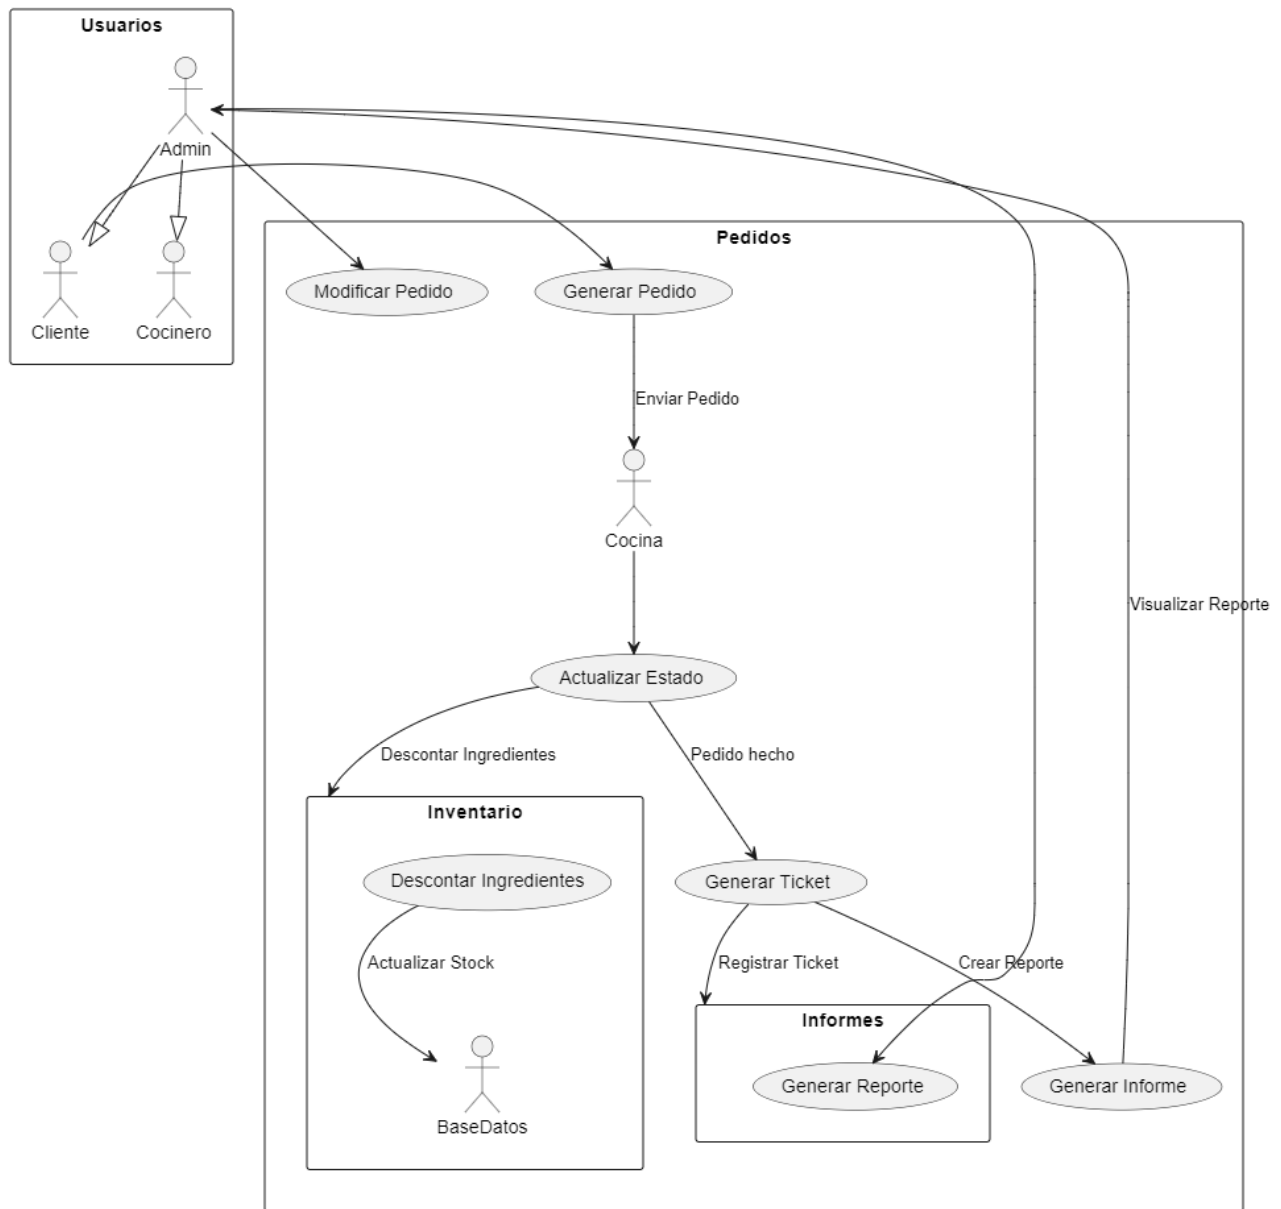 Usuarios
Admin
Cliente
Cocinero
Pedidos
Modificar Pedido
Generar Pedido
Enviar Pedido
Cocina
Visualizar Reporte
Actualizar Estado
Descontar Ingredientes
Pedido hecho
Inventario
Descontar Ingredientes
Generar Ticket
Actualizar Stock
Registrar Ticket
Crear Reporte
Informes
Generar Reporte
Generar Informe
BaseDatos